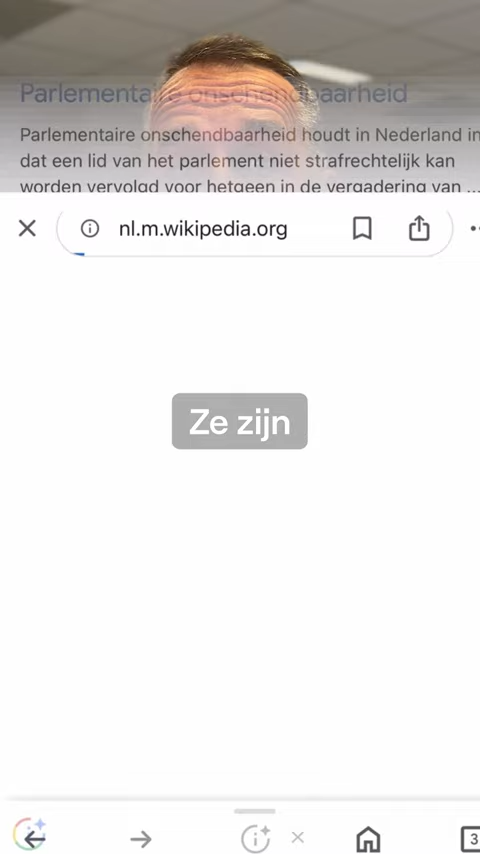 Parlementaire onschendbaarheid
Parlementaire onschendbaarheid houdt in Nederland in
dat een lid van het parlement niet strafrechtelijk kan
worden vervolgd voor hetgeen in de vergadering van ...
nl.m.wikipedia.org
Ze zijn
3